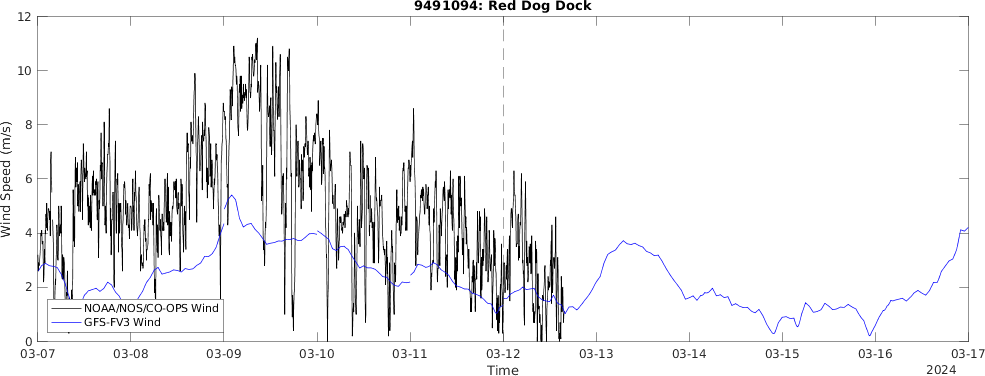 9491094: Red Dog Dock
Wind Speed (m/s)
12
10
8
6
4
2
0
NOAA/NOS/CO-OPS Wind
GFS-FV3 Wind
03-07 03-08 03-09 03-10 03-11 03-12 03-13 03-14 03-15 03-16 03-17
Time
2024